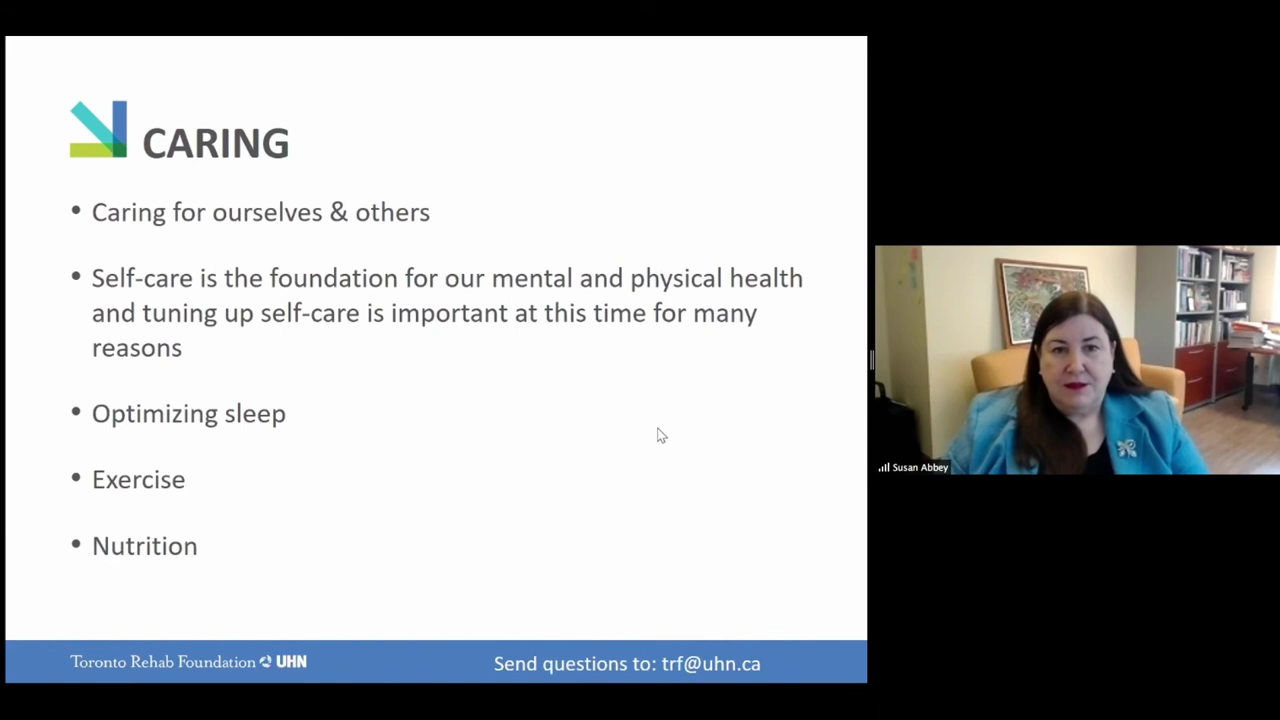 CARING
• Caring for ourselves & others
• Self-care is the foundation for our mental and physical health
and tuning up self-care is important at this time for many
reasons
• Optimizing sleep
• Exercise
• Nutrition
Susan Abbey
Toronto Rehab Foundation UHN
Send questions to: trf@uhn.ca